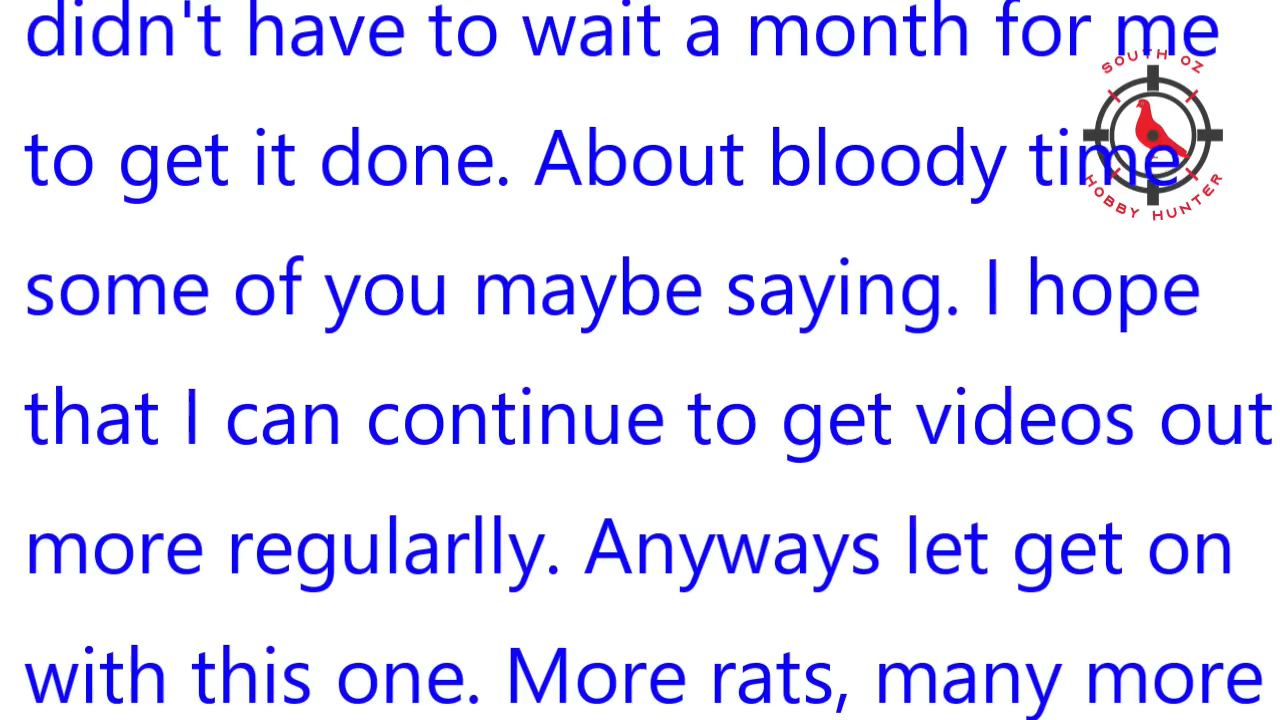 didn't have to wait a month for me
to get it done. About bloody time
some of you maybe saying. I hope
that I can continue to get videos out
more regularlly. Anyways let get on
with this one. More rats, many more
SOUTH OZ
HOBBY HUNTER